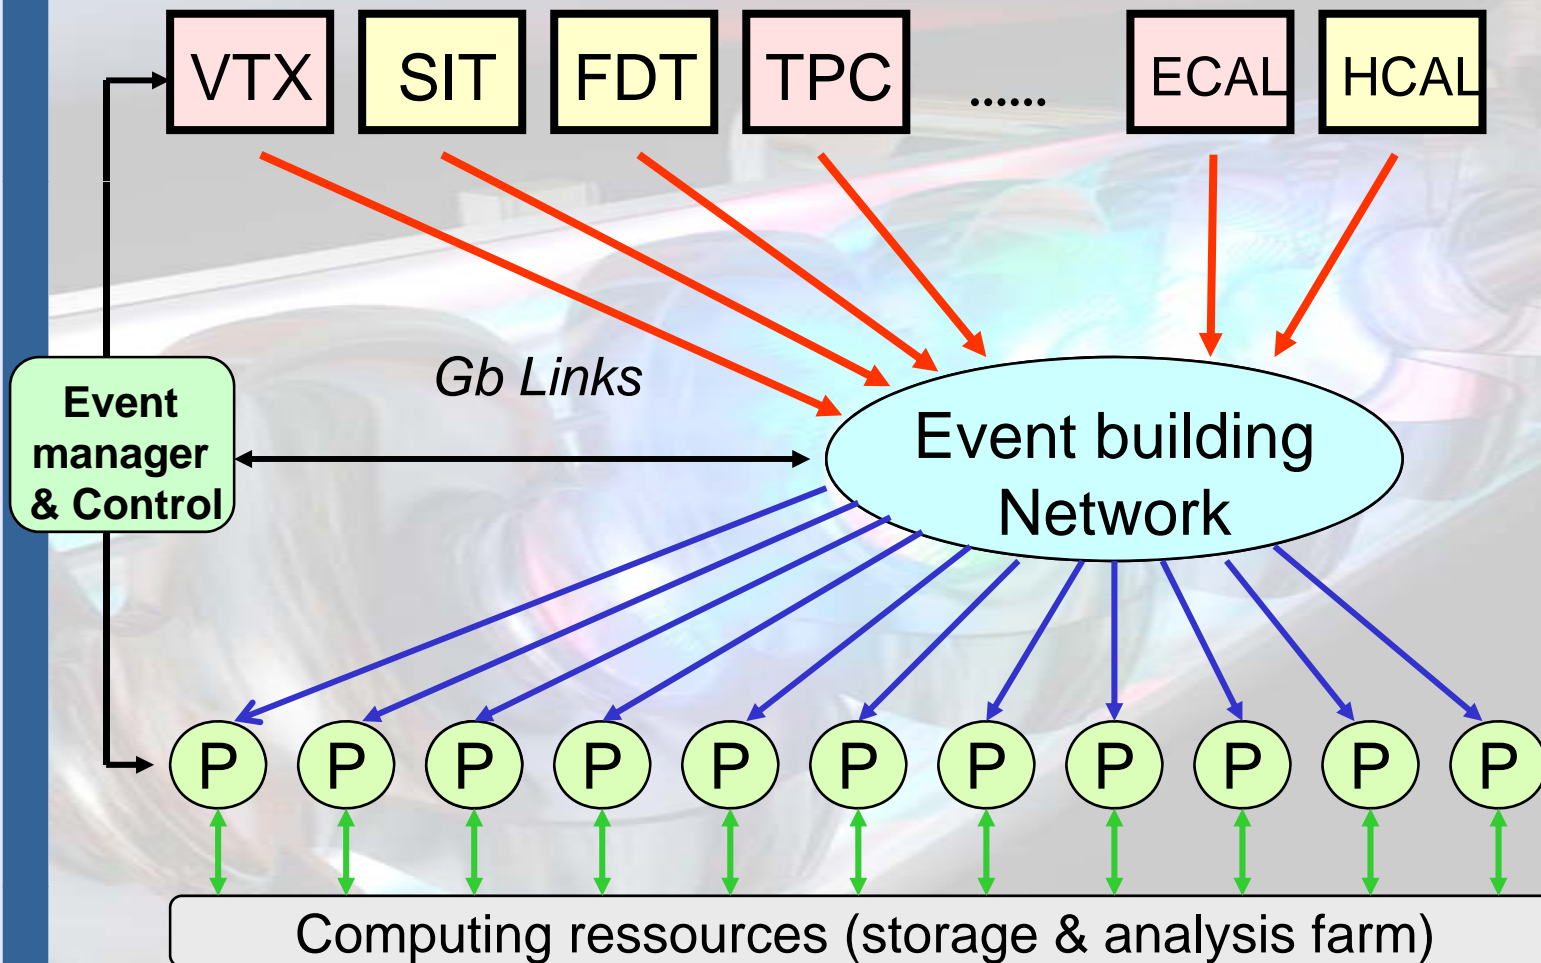 VTX SIT FDT TPC ...... ECAL HCAL
Gb Links
Event
manager
& Control
Event building
Network
P P P P P P P P P P P
Computing ressources (storage & analysis farm)